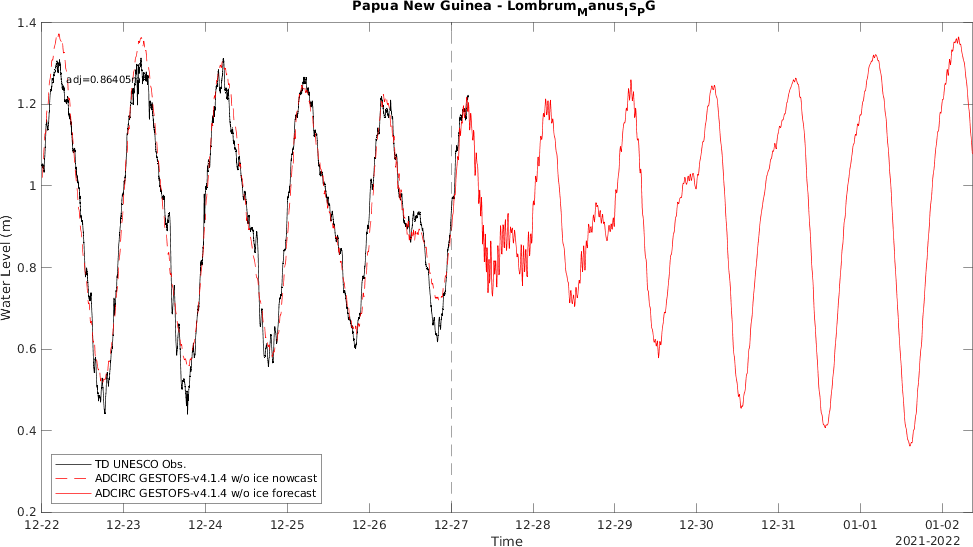 Papua New Guinea - Lombrum_Manus_Is_PG
1.4
1.2
1
0.8
0.6
0.4
0.2
Water Level (m)
adj=0.86405m
TD UNESCO Obs.
ADCIRC GESTOFS-v4.1.4 w/o ice nowcast
ADCIRC GESTOFS-v4.1.4 w/o ice forecast
12-22 12-23 12-24 12-25 12-26 12-27 12-28 12-29 12-30 12-31 01-01 01-02
Time
2021-2022